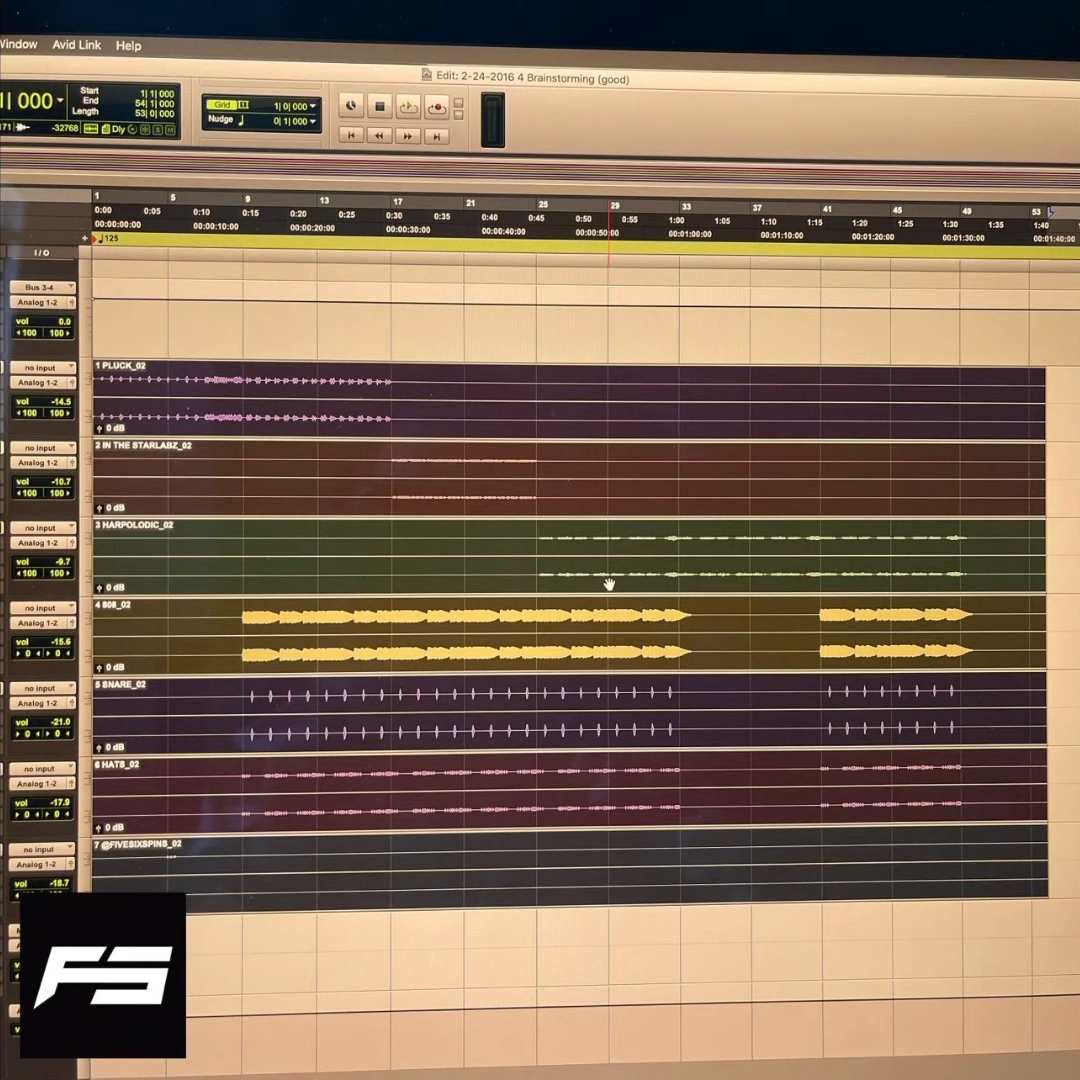 Window Avid Link Help
Edit: 2-24-2016 4 Brainstorming (good)
1| 000
Start 1| 1| 000
End 54| 1| 000
Length 53| 0| 000
171 -32768 Dly
Grid 1| 0| 000
Nudge 0| 1| 000
1 5 9 13 17 21 25 29 33 37 41 45 49 53
0:00 0:05 0:10 0:15 0:20 0:25 0:30 0:35 0:40 0:45 0:50 0:55 1:00 1:05 1:10 1:15 1:20 1:25 1:30 1:35 1:40
00:00:00:00 00:00:10:00 00:00:20:00 00:00:30:00 00:00:40:00 00:00:50:00 00:01:00:00 00:01:10:00 00:01:20:00 00:01:30:00 00:01:40:00
125
I / O
Bus 3-4
Analog 1-2
vol 0.0
100 100
no input
Analog 1-2
vol -14.5
100 100
1 PLUCK_02
0 dB
no input
Analog 1-2
vol -10.7
100 100
2 IN THE STARLABZ_02
0 dB
no input
Analog 1-2
vol -9.7
100 100
3 HARPOLODIC_02
0 dB
no input
Analog 1-2
vol -15.6
0 0
4 808_02
0 dB
no input
Analog 1-2
vol -21.0
0 0
5 SNARE_02
0 dB
no input
Analog 1-2
vol -17.9
0 0
6 HATS_02
0 dB
no input
Analog 1-2
vol -18.7
7 @FIVESIXSPINS_02
FS